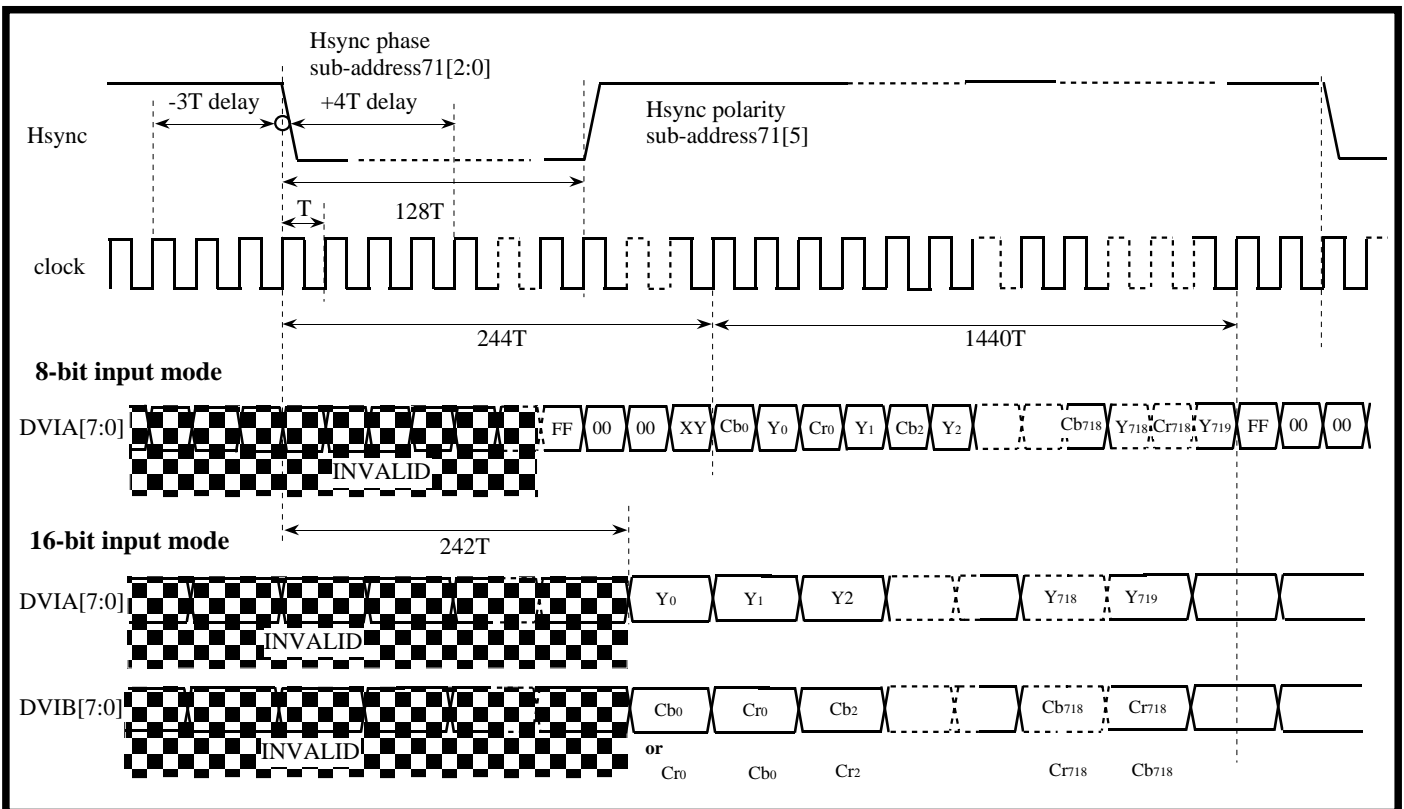 Hsync phase
sub-address71[2:0]
-3T delay
+4T delay
Hsync polarity
sub-address71[5]
Hsync
T
128T
clock
244T
1440T
8-bit input mode
DVIA[7:0]
FF 00 00 XY Cb0 Y0 Cr0 Y1 Cb2 Y2 Cb718 Y718 Cr718 Y719 FF 00 00
INVALID
242T
16-bit input mode
DVIA[7:0]
Y0 Y1 Y2 Y718 Y719
INVALID
DVIB[7:0]
Cb0 Cr0 Cb2 Cb718 Cr718
INVALID
or
Cr0 Cb0 Cr2 Cr718 Cb718